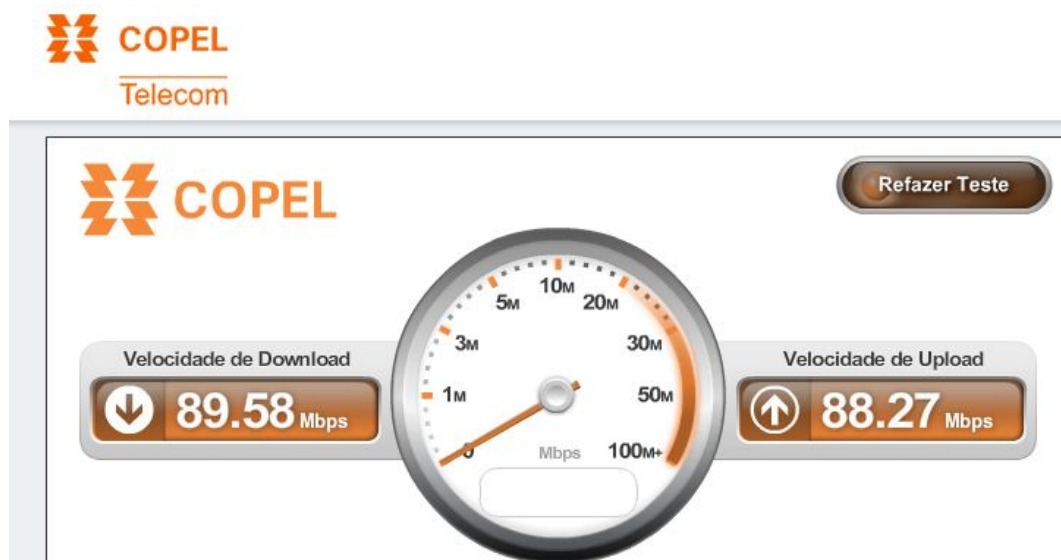 COPEL
Telecom
COPEL
Refazer Teste
Velocidade de Download
89.58 Mbps
0
1M
3M
5M
10M
20M
30M
50M
100M+
Mbps
Velocidade de Upload
88.27 Mbps